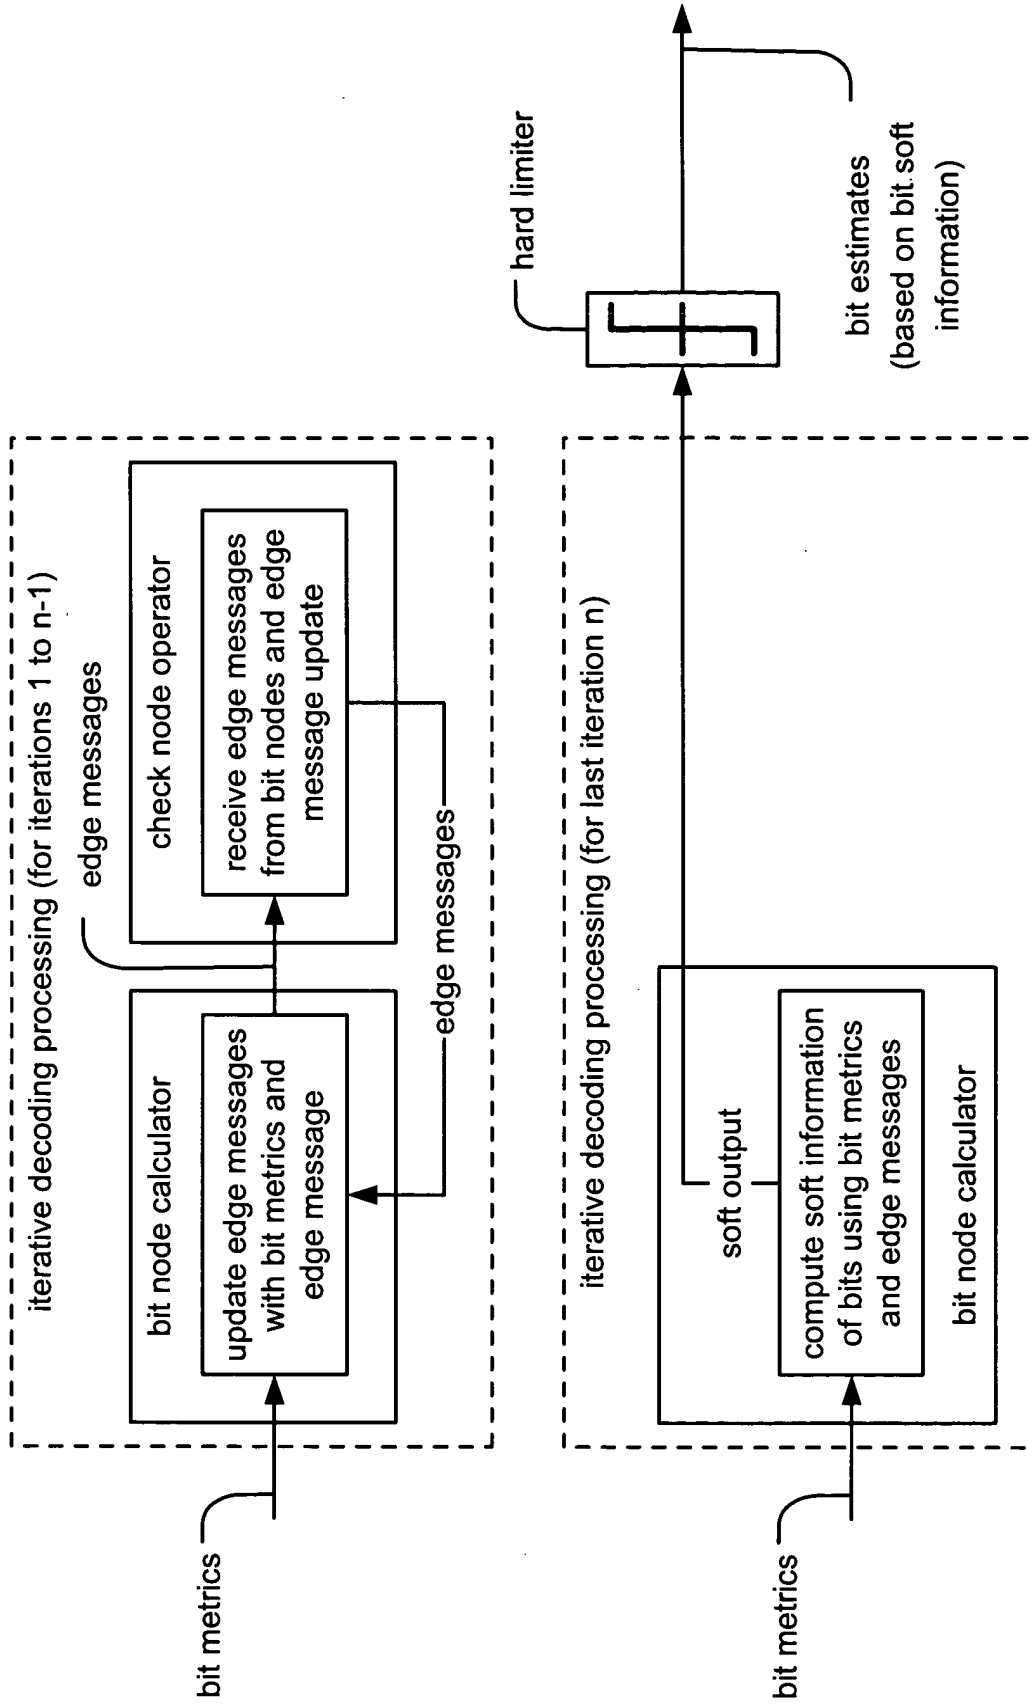 iterative decoding processing (for iterations 1 to n-1)
edge messages
bit node calculator
update edge messages
with bit metrics and
edge message
check node operator
receive edge messages
from bit nodes and edge
message update
edge messages
bit metrics
iterative decoding processing (for last iteration n)
soft output
compute soft information
of bits using bit metrics
and edge messages
bit node calculator
bit metrics
hard limiter
bit estimates
(based on bit soft
information)